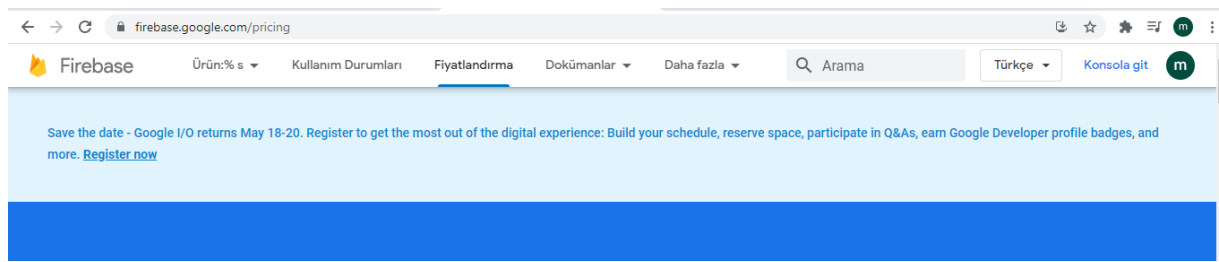 firebase.google.com/pricing
m
Firebase Ürün:% s Kullanım Durumları Fiyatlandırma Dokümanlar Daha fazla Arama Türkçe Konsola git m
Save the date - Google I/O returns May 18-20. Register to get the most out of the digital experience: Build your schedule, reserve space, participate in Q&As, earn Google Developer profile badges, and
more. Register now